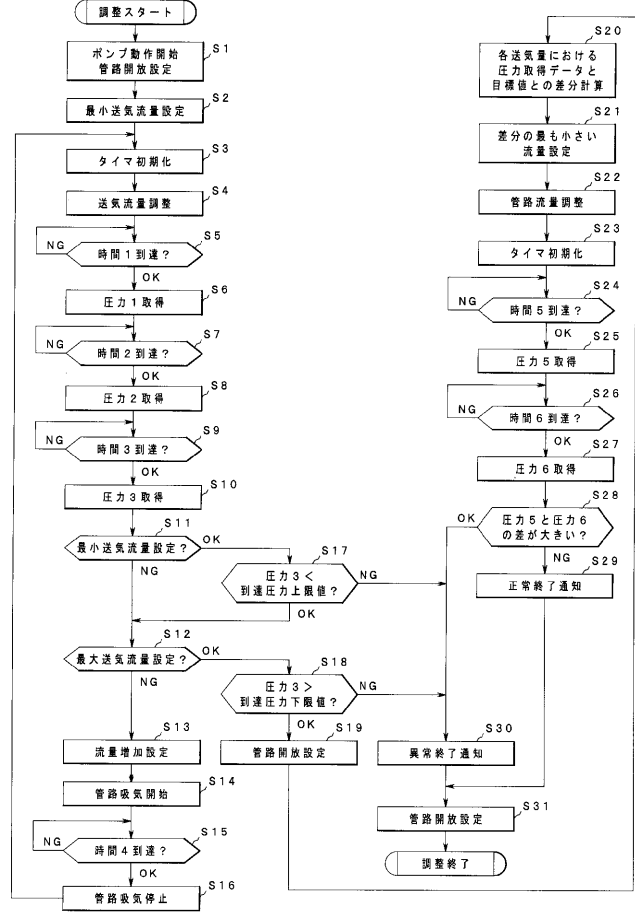 調整スタート
S1
ポンプ動作開始
管路開放設定
S2
最小送気流量設定
S3
タイマ初期化
S4
送気流量調整
S5
時間1到達?
NG
OK
S6
圧力1取得
S7
時間2到達?
NG
OK
S8
圧力2取得
S9
時間3到達?
NG
OK
S10
圧力3取得
S11
最小送気流量設定?
OK
NG
S17
圧力3<
到達圧力上限値?
NG
OK
S12
最大送気流量設定?
OK
NG
S18
圧力3>
到達圧力下限値?
NG
OK
S13
流量増加設定
S19
管路開放設定
S14
管路吸気開始
S15
時間4到達?
NG
OK
S16
管路吸気停止
S20
各送気量における
圧力取得データと
目標値との差分計算
S21
差分の最も小さい
流量設定
S22
管路流量調整
S23
タイマ初期化
S24
時間5到達?
NG
OK
S25
圧力5取得
S26
時間6到達?
NG
OK
S27
圧力6取得
S28
圧力5と圧力6
の差が大きい?
OK
NG
S29
正常終了通知
S30
異常終了通知
S31
管路開放設定
調整終了